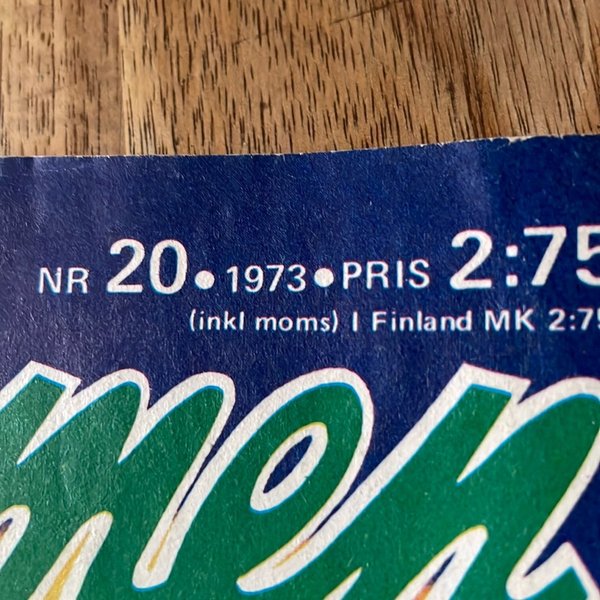 NR 20 • 1973 • PRIS 2:75
(inkl moms) I Finland MK 2:75